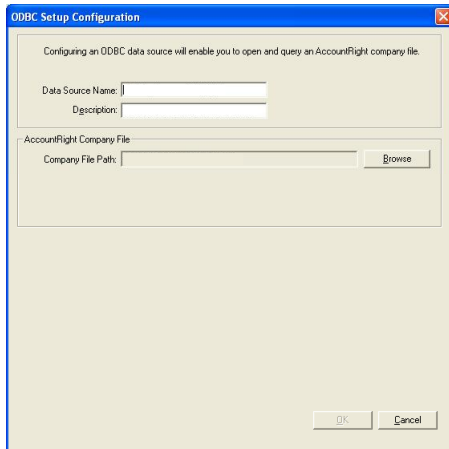 ODBC Setup Configuration
Configuring an ODBC data source will enable you to open and query an AccountRight company file.
Data Source Name:
Description:
AccountRight Company File
Company File Path:
Browse
OK
Cancel